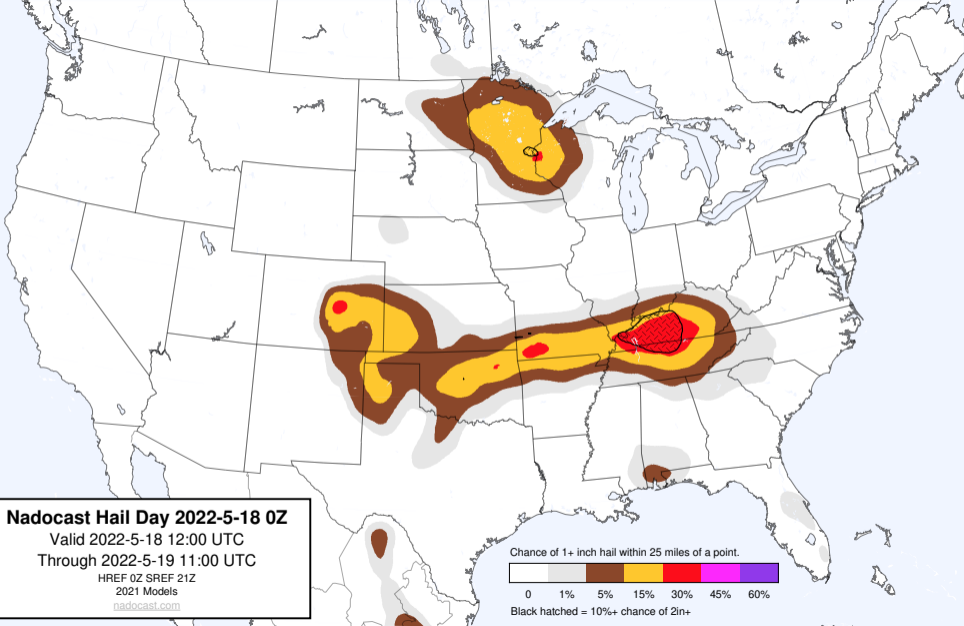 Nadocast Hail Day 2022-5-18 0Z
Valid 2022-5-18 12:00 UTC
Through 2022-5-19 11:00 UTC
HREF 0Z SREF 21Z
2021 Models
nadocast.com
Chance of 1+ inch hail within 25 miles of a point.
0 1% 5% 15% 30% 45% 60%
Black hatched = 10%+ chance of 2in+